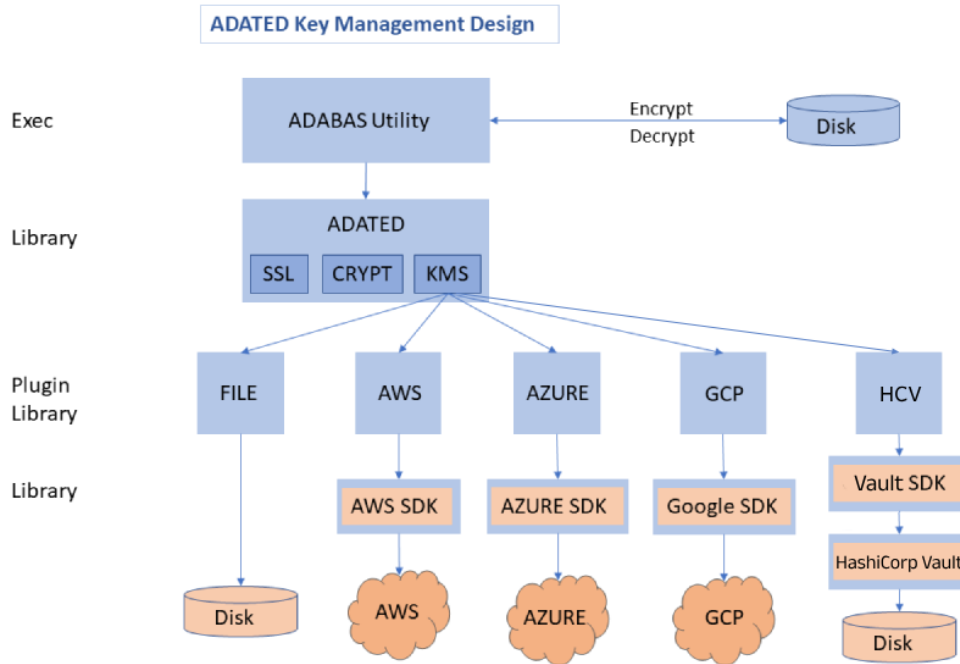 ADATED Key Management Design
Exec
ADABAS Utility
Encrypt
Decrypt
Disk
Library
ADATED
SSL
CRYPT
KMS
Plugin
Library
FILE
AWS
AZURE
GCP
HCV
Library
AWS SDK
AZURE SDK
Google SDK
Vault SDK
HashiCorp Vault
Disk
AWS
AZURE
GCP
Disk